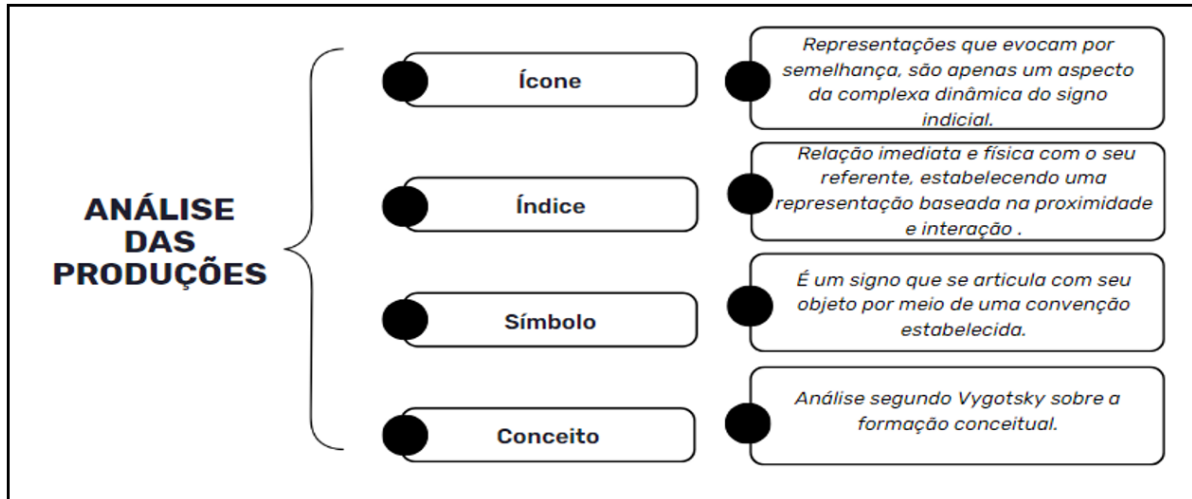 ANÁLISE
DAS
PRODUÇÕES
Ícone
Representações que evocam por
semelhança, são apenas um aspecto
da complexa dinâmica do signo
indicial.
Índice
Relação imediata e física com o seu
referente, estabelecendo uma
representação baseada na proximidade
e interação .
Símbolo
É um signo que se articula com seu
objeto por meio de uma convenção
estabelecida.
Conceito
Análise segundo Vygotsky sobre a
formação conceitual.